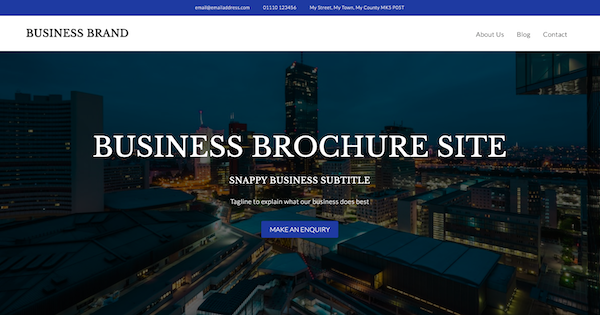 email@emailaddress.com 01110 123456 My Street, My Town, My County MK5 P05T
BUSINESS BRAND About Us Blog Contact
BUSINESS BROCHURE SITE
SNAPPY BUSINESS SUBTITLE
Tagline to explain what our business does best
MAKE AN ENQUIRY